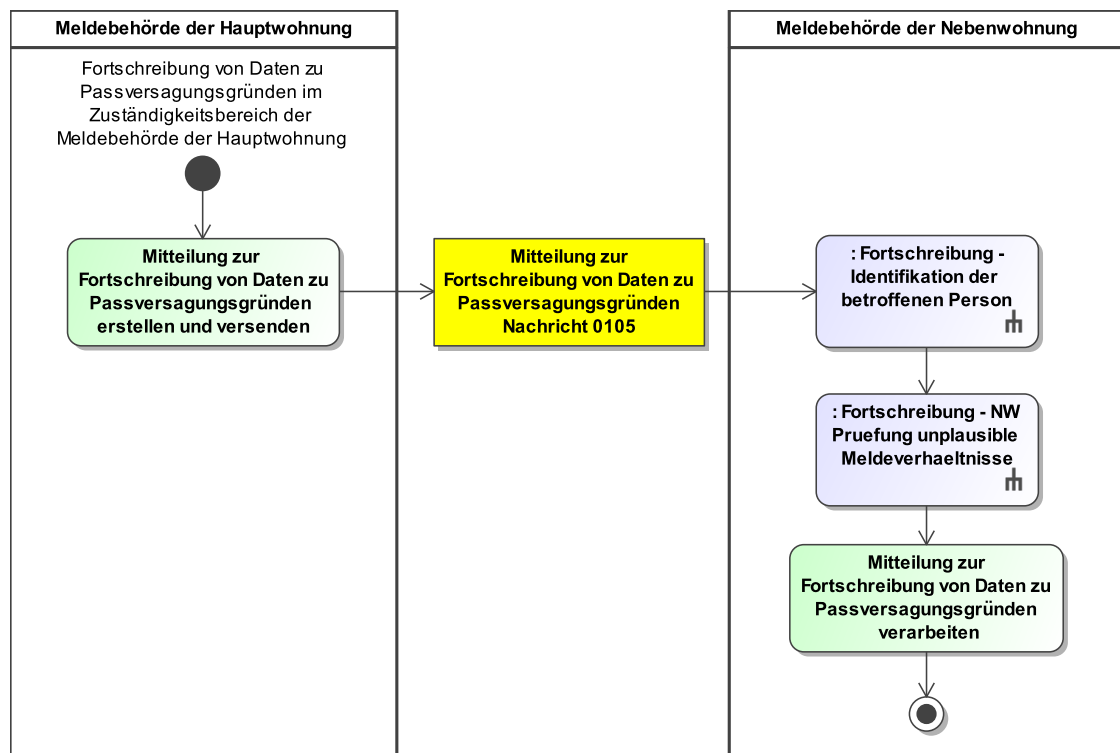 Meldebehörde der Hauptwohnung
Fortschreibung von Daten zu
Passversagungsgründen im
Zuständigkeitsbereich der
Meldebehörde der Hauptwohnung
Mitteilung zur
Fortschreibung von Daten zu
Passversagungsgründen
erstellen und versenden
Mitteilung zur
Fortschreibung von Daten zu
Passversagungsgründen
Nachricht 0105
Meldebehörde der Nebenwohnung
: Fortschreibung -
Identifikation der
betroffenen Person
: Fortschreibung - NW
Pruefung unplausible
Meldeverhaeltnisse
Mitteilung zur
Fortschreibung von Daten zu
Passversagungsgründen
verarbeiten